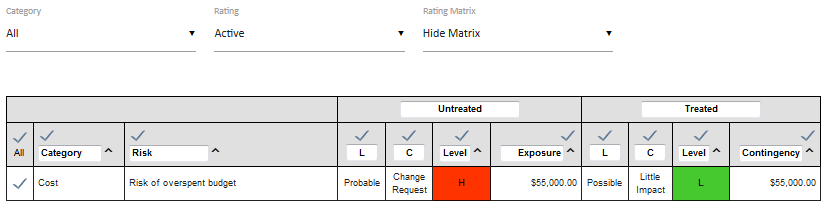 Category Rating Rating Matrix
All Active Hide Matrix
Untreated Treated
All Category Risk L C Level Exposure L C Level Contingency
Cost Risk of overspent budget Probable Change Request H $55,000.00 Possible Little Impact L $55,000.00